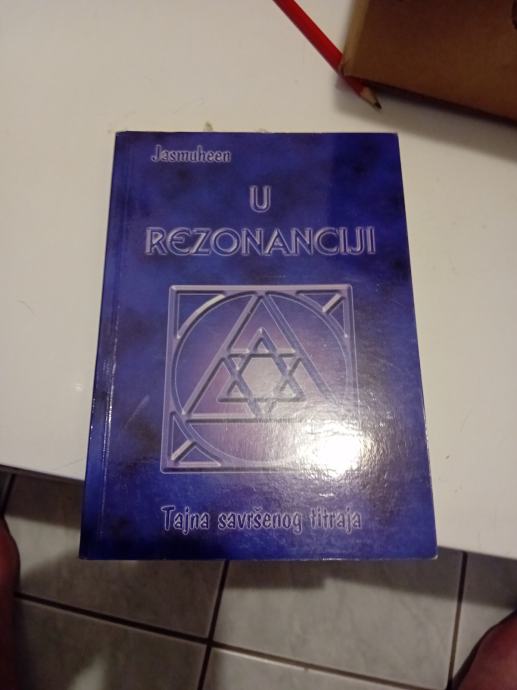 Jasmuheen
U
REZONANCIJI
Tajna savršenog titraja